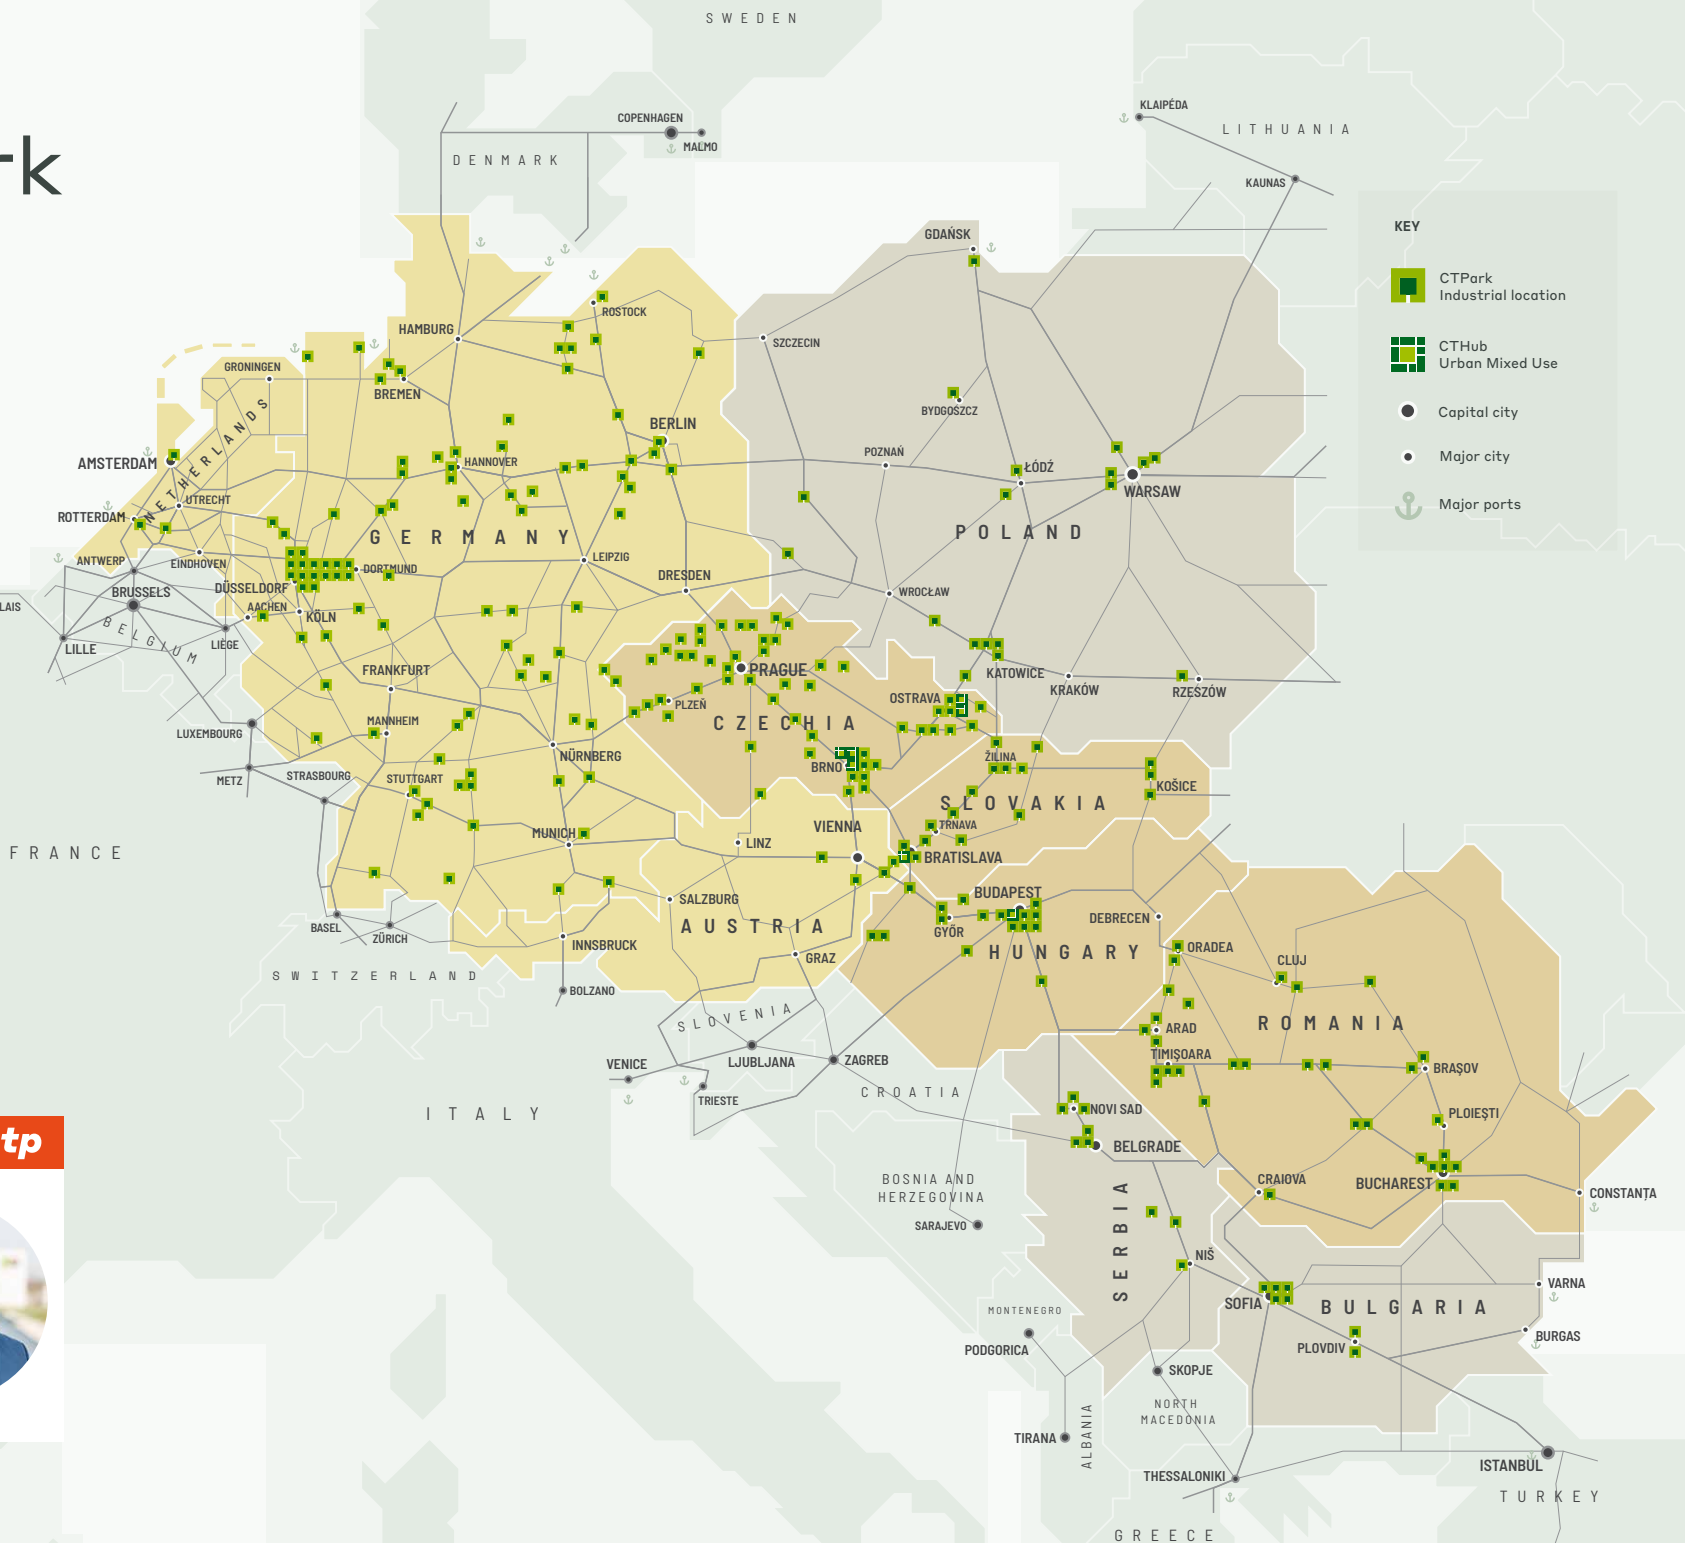 SWEDEN
KLAIPĖDA
COPENHAGEN
LITHUANIA
MALMO
DENMARK
rk
KAUNAS
KEY
GDAŃSK
CTPark
Industrial location
ROSTOCK
HAMBURG
SZCZECIN
CTHub
Urban Mixed Use
GRONINGEN
BREMEN
BYDGOSZCZ
Capital city
BERLIN
NETHERLANDS
POZNAŃ
Major city
AMSTERDAM
HANNOVER
ŁÓDŹ
WARSAW
UTRECHT
Major ports
ROTTERDAM
GERMANY
POLAND
ANTWERP
EINDHOVEN
LEIPZIG
DORTMUND
DRESDEN
BRUSSELS
DÜSSELDORF
WROCŁAW
LAIS
AACHEN
KÖLN
BELGIUM
LILLE
LIÈGE
FRANKFURT
PRAGUE
KATOWICE
KRAKÓW
RZESZÓW
OSTRAVA
PLZEŇ
LUXEMBOURG
MANNHEIM
CZECHIA
NÜRNBERG
ŽILINA
METZ
STRASBOURG
STUTTGART
BRNO
KOŠICE
SLOVAKIA
MUNICH
VIENNA
TRNAVA
LINZ
FRANCE
BRATISLAVA
SALZBURG
BUDAPEST
DEBRECEN
BASEL
ZÜRICH
AUSTRIA
GYŐR
INNSBRUCK
HUNGARY
ORADEA
GRAZ
CLUJ
SWITZERLAND
BOLZANO
SLOVENIA
ROMANIA
ARAD
VENICE
LJUBLJANA
ZAGREB
TIMIȘOARA
BRAȘOV
TRIESTE
CROATIA
NOVI SAD
ITALY
PLOIEȘTI
tp
BELGRADE
BOSNIA AND
HERZEGOVINA
CRAIOVA
BUCHAREST
CONSTANȚA
SARAJEVO
SERBIA
NIŠ
VARNA
SOFIA
BULGARIA
MONTENEGRO
PODGORICA
PLOVDIV
BURGAS
SKOPJE
NORTH
MACEDONIA
TIRANA
ALBANIA
THESSALONIKI
ISTANBUL
TURKEY
GREECE